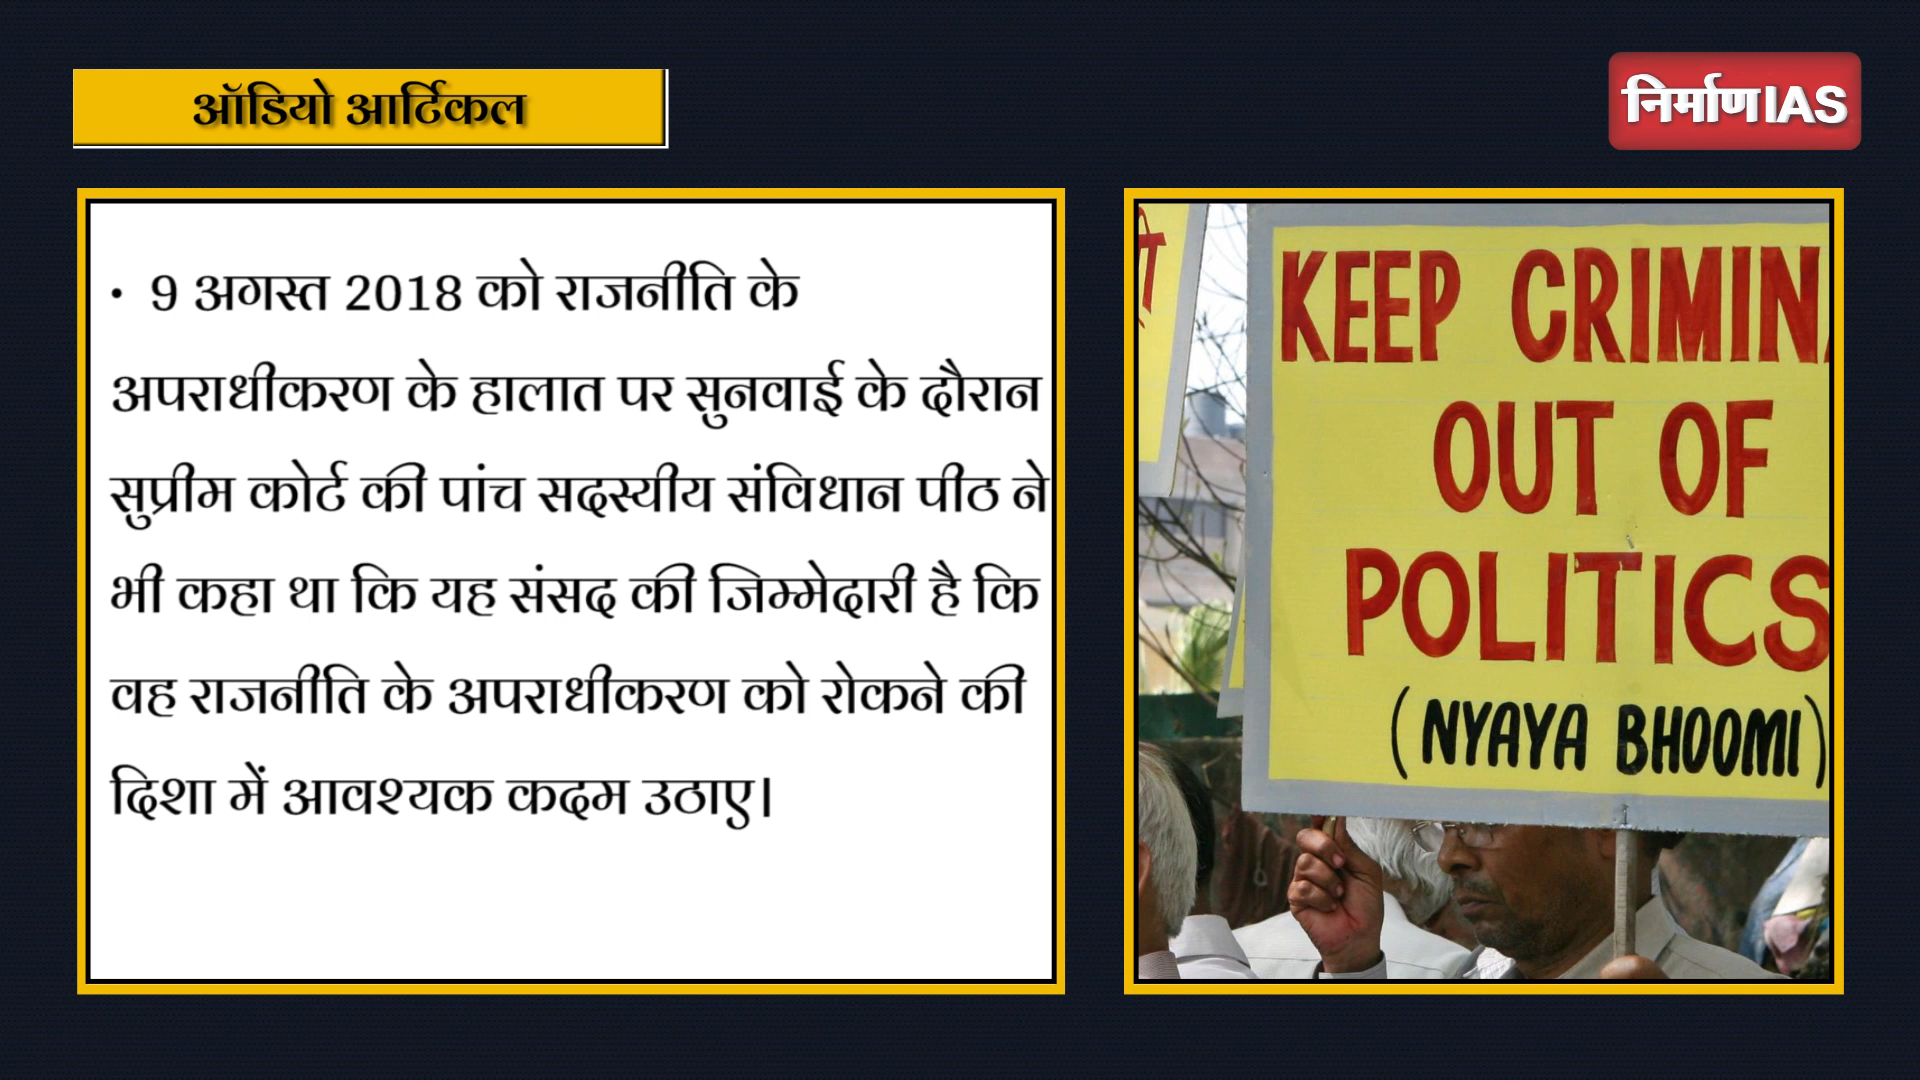 ऑडियो आर्टिकल
निर्माण IAS
• 9 अगस्त 2018 को राजनीति के
अपराधीकरण के हालात पर सुनवाई के दौरान
सुप्रीम कोर्ट की पांच सदस्यीय संविधान पीठ ने
भी कहा था कि यह संसद की जिम्मेदारी है कि
वह राजनीति के अपराधीकरण को रोकने की
दिशा में आवश्यक कदम उठाए।
KEEP CRIMIN
OUT OF
POLITICS
(NYAYA BHOOMI)